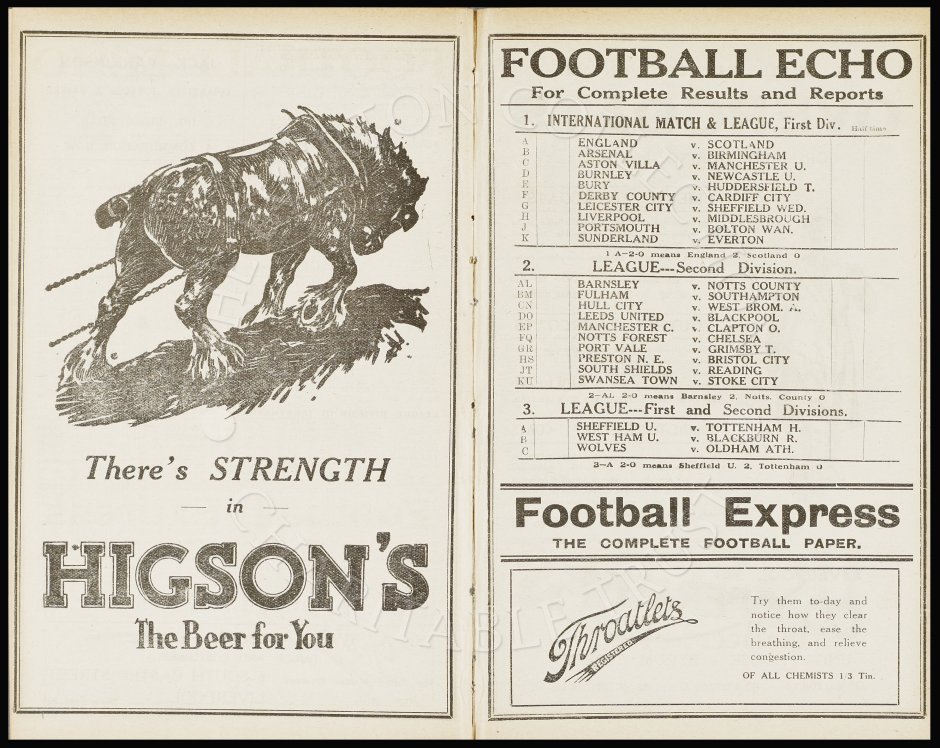 There's STRENGTH
— in —
HIGSON'S
The Beer for You
FOOTBALL ECHO
For Complete Results and Reports
1. INTERNATIONAL MATCH & LEAGUE, First Div. Half time
A ENGLAND v. SCOTLAND
B ARSENAL v. BIRMINGHAM
C ASTON VILLA v. MANCHESTER U.
D BURNLEY v. NEWCASTLE U.
E BURY v. HUDDERSFIELD T.
F DERBY COUNTY v. CARDIFF CITY
G LEICESTER CITY v. SHEFFIELD WED.
H LIVERPOOL v. MIDDLESBROUGH
J PORTSMOUTH v. BOLTON WAN.
K SUNDERLAND v. EVERTON
1 A—2-0 means England 2, Scotland 0
2. LEAGUE---Second Division.
AL BARNSLEY v. NOTTS COUNTY
BM FULHAM v. SOUTHAMPTON
CN HULL CITY v. WEST BROM. A.
DO LEEDS UNITED v. BLACKPOOL
EP MANCHESTER C. v. CLAPTON O.
FQ NOTTS FOREST v. CHELSEA
GR PORT VALE v. GRIMSBY T.
HS PRESTON N. E. v. BRISTOL CITY
JT SOUTH SHIELDS v. READING
KU SWANSEA TOWN v. STOKE CITY
2—AL 2-0 means Barnsley 2, Notts. County 0
3. LEAGUE---First and Second Divisions.
A SHEFFIELD U. v. TOTTENHAM H.
B WEST HAM U. v. BLACKBURN R.
C WOLVES v. OLDHAM ATH.
3—A 2-0 means Sheffield U. 2, Tottenham 0
Football Express
THE COMPLETE FOOTBALL PAPER.
Throatlets
REGISTERED
Try them to-day and
notice how they clear
the throat, ease the
breathing, and relieve
congestion.
OF ALL CHEMISTS 1/3 Tin.